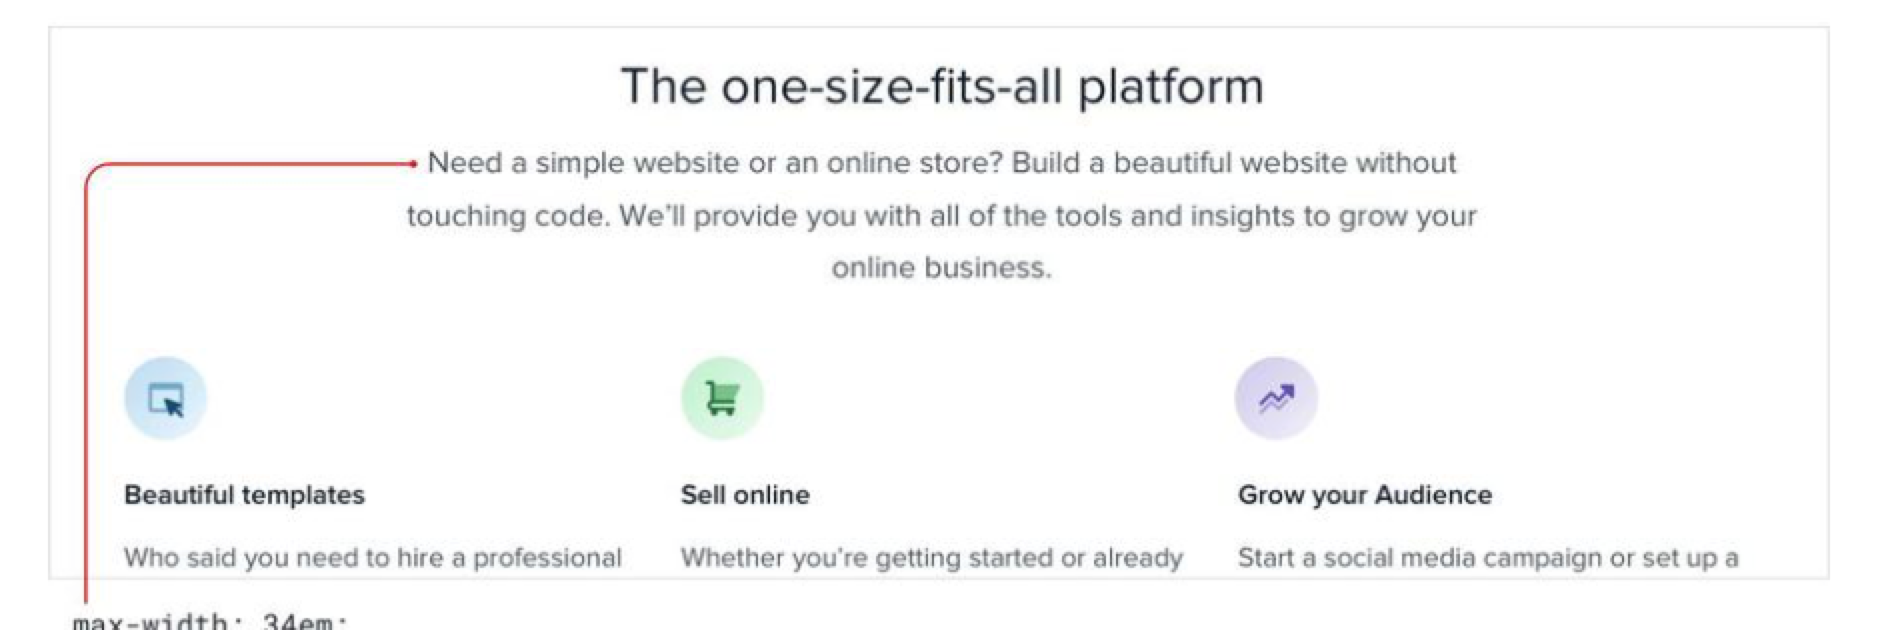 The one-size-fits-all platform
Need a simple website or an online store? Build a beautiful website without
touching code. We'll provide you with all of the tools and insights to grow your
online business.
Beautiful templates
Who said you need to hire a professional
Sell online
Whether you're getting started or already
Grow your Audience
Start a social media campaign or set up a
max-width: 34em;